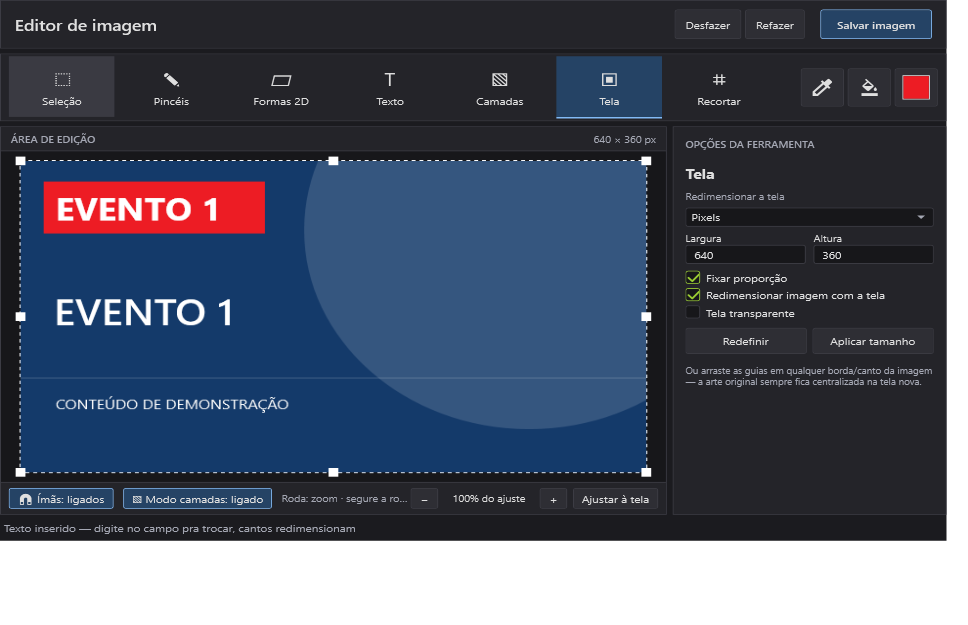 Editor de imagem
Desfazer
Refazer
Salvar imagem
Seleção
Pincéis
Formas 2D
Texto
Camadas
Tela
Recortar
ÁREA DE EDIÇÃO
640 × 360 px
EVENTO 1
EVENTO 1
CONTEÚDO DE DEMONSTRAÇÃO
Ímãs: ligados
Modo camadas: ligado
Roda: zoom · segure a ro...
−
100% do ajuste
+
Ajustar à tela
OPÇÕES DA FERRAMENTA
Tela
Redimensionar a tela
Pixels
Largura
Altura
640
360
Fixar proporção
Redimensionar imagem com a tela
Tela transparente
Redefinir
Aplicar tamanho
Ou arraste as guias em qualquer borda/canto da imagem
— a arte original sempre fica centralizada na tela nova.
Texto inserido — digite no campo pra trocar, cantos redimensionam